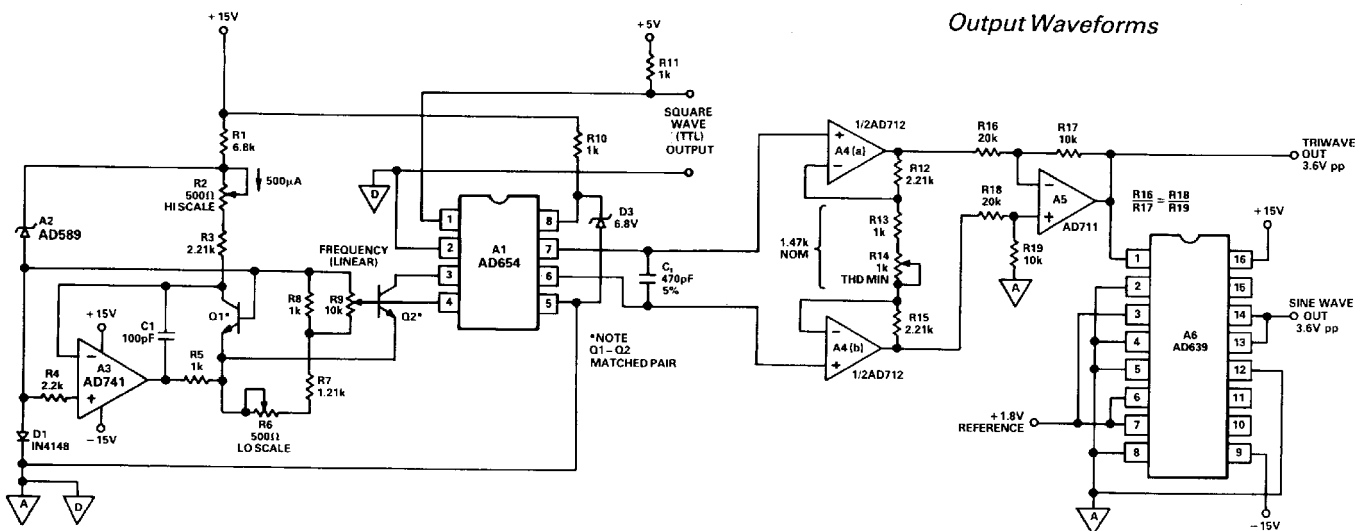 Output Waveforms
+15V
+5V
R11
1k
SQUARE
WAVE
(TTL)
OUTPUT
D
R1
6.8k
R10
1k
R2
500Ω
HI SCALE
500μA
A2
AD589
R3
2.21k
FREQUENCY
(LINEAR)
D3
6.8V
1
2
3
4
8
7
6
5
A1
AD654
Q1*
R8
1k
R9
10k
Q2*
C1
100pF
+15V
A3
AD741
-15V
R4
2.2k
R5
1k
R7
1.21k
R6
500Ω
LO SCALE
D1
IN4148
A
D
*NOTE
Q1–Q2
MATCHED PAIR
C1
470pF
5%
1/2AD712
A4(a)
R12
2.21k
R13
1k
1.47k
NOM
R14
1k
THD MIN
R15
2.21k
A4(b)
1/2AD712
R16
20k
R17
10k
R18
20k
A5
AD711
R19
10k
A
R16/R17 = R18/R19
TRIWAVE
OUT
3.6V pp
+15V
1
2
3
4
5
6
7
8
16
15
14
13
12
11
10
9
A6
AD639
SINE WAVE
OUT
3.6V pp
+1.8V
REFERENCE
A
-15V